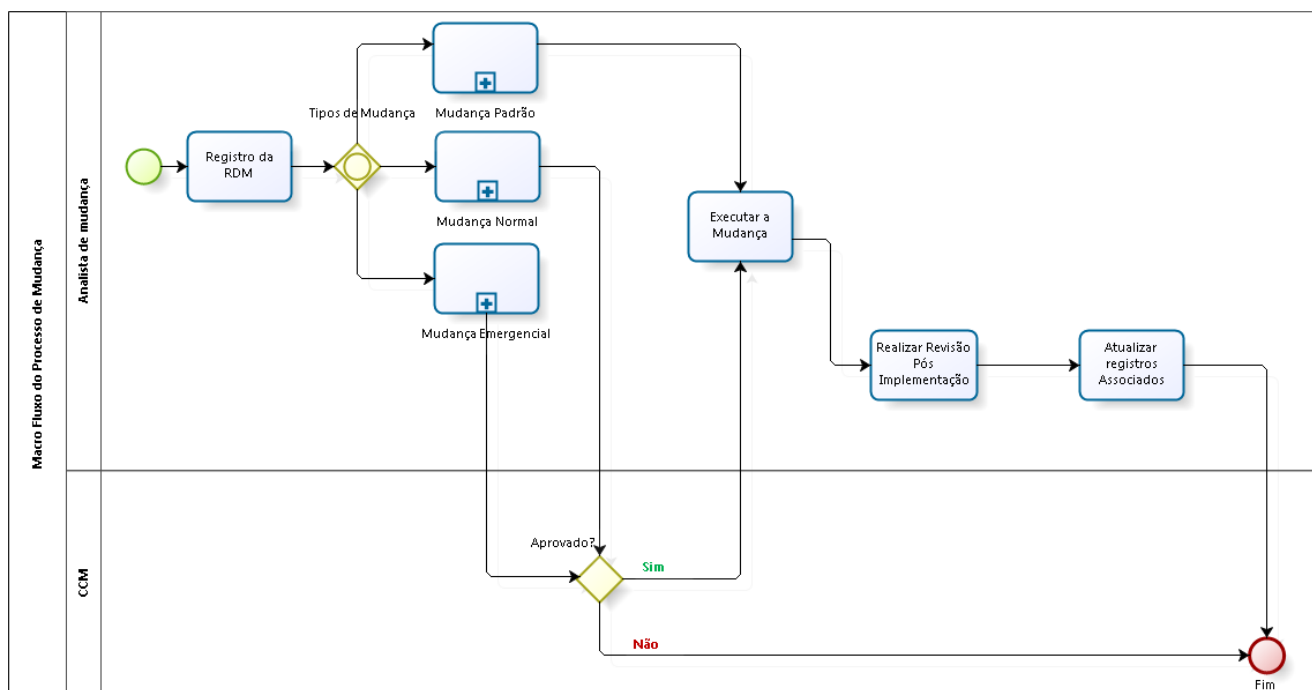 Macro Fluxo do Processo de Mudança
Analista de mudança
Registro da
RDM
Tipos de Mudança
Mudança Padrão
Mudança Normal
Mudança Emergencial
Executar a
Mudança
Realizar Revisão
Pós
Implementação
Atualizar
registros
Associados
CCM
Aprovado?
Sim
Não
Fim